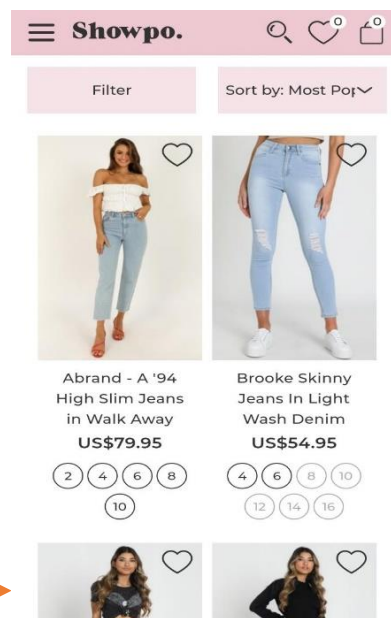 Showpo.
0
0
Filter
Sort by: Most Pop
Abrand - A '94
High Slim Jeans
in Walk Away
US$79.95
2 4 6 8
10
Brooke Skinny
Jeans In Light
Wash Denim
US$54.95
4 6 8 10
12 14 16